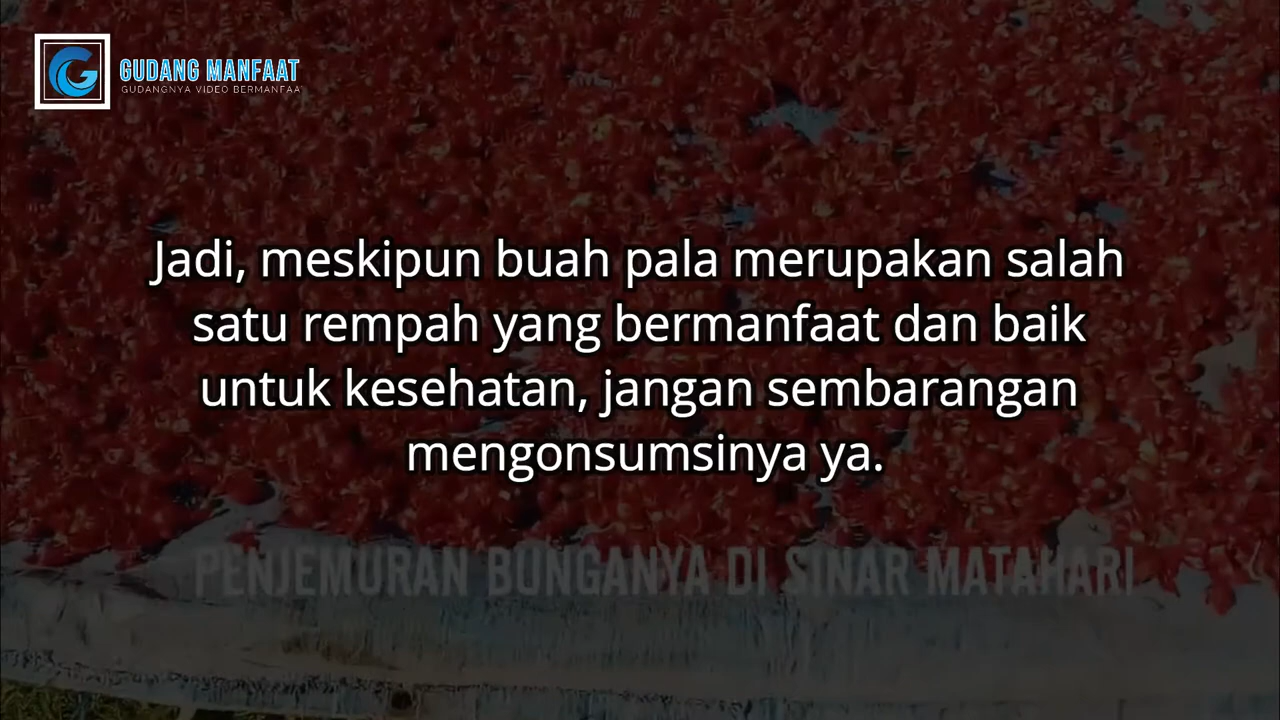 GUDANG MANFAAT
GUDANGNYA VIDEO BERMANFAA
Jadi, meskipun buah pala merupakan salah
satu rempah yang bermanfaat dan baik
untuk kesehatan, jangan sembarangan
mengonsumsinya ya.
PENJEMURAN BUNGANYA DI SINAR MATAHARI